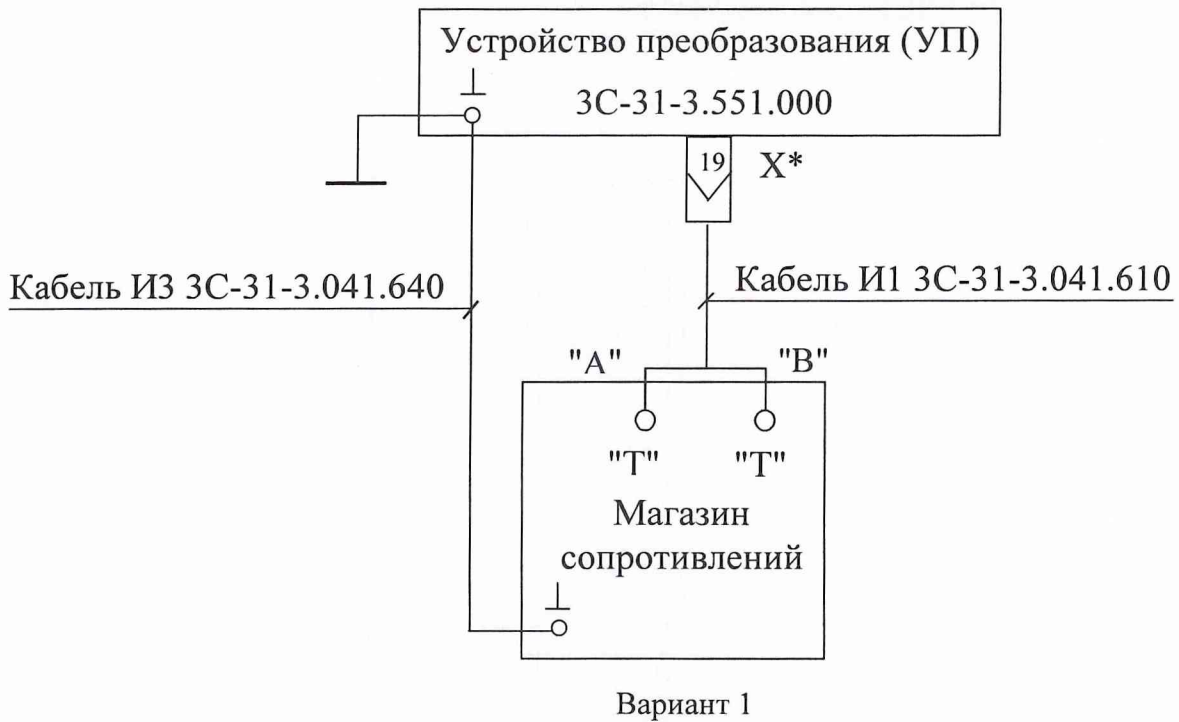 Устройство преобразования (УП)
3С-31-3.551.000
19
X*
Кабель И3 3С-31-3.041.640
Кабель И1 3С-31-3.041.610
"А"
"В"
"Т"
"Т"
Магазин
сопротивлений
Вариант 1